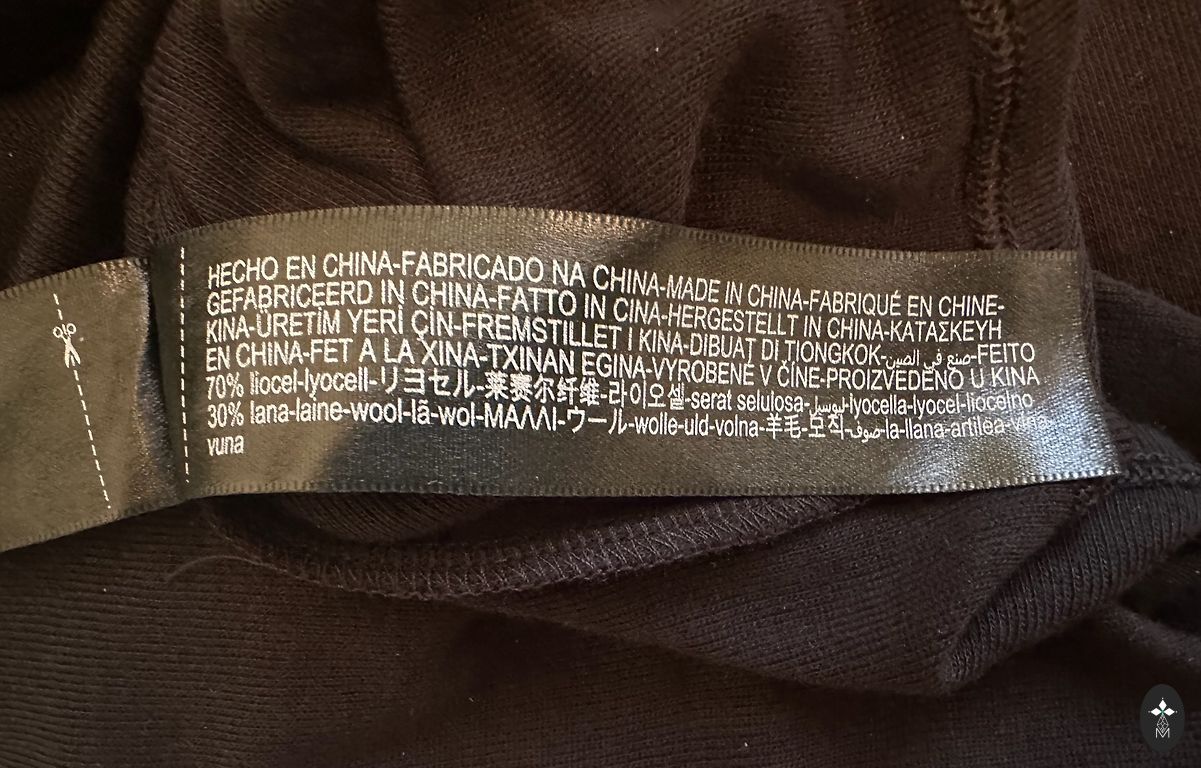 HECHO EN CHINA-FABRICADO NA CHINA-MADE IN CHINA-FABRIQUÉ EN CHINE-
GEFABRICEERD IN CHINA-FATTO IN CINA-HERGESTELLT IN CHINA-ΚΑΤΑΣΚΕΥΗ
KINA-ÜRETİM YERİ ÇİN-FREMSTILLET I KINA-DIBUAT DI TIONGKOK-صنع في الصين-FEITO
EN CHINA-FET A LA XINA-TXINAN EGINA-VYROBENÉ V ČÍNE-PROIZVEDENO U KINA
70% liocel-lyocell-リヨセル-莱赛尔纤维-라이오셀-serat selulosa-ليوسيل-lyocella-lyocel-liocelno
30% lana-laine-wool-lã-wol-ΜΑΛΛΙ-ウール-wolle-uld-volna-羊毛-모직-صوف-la-llana-artilea-vlna
vuna